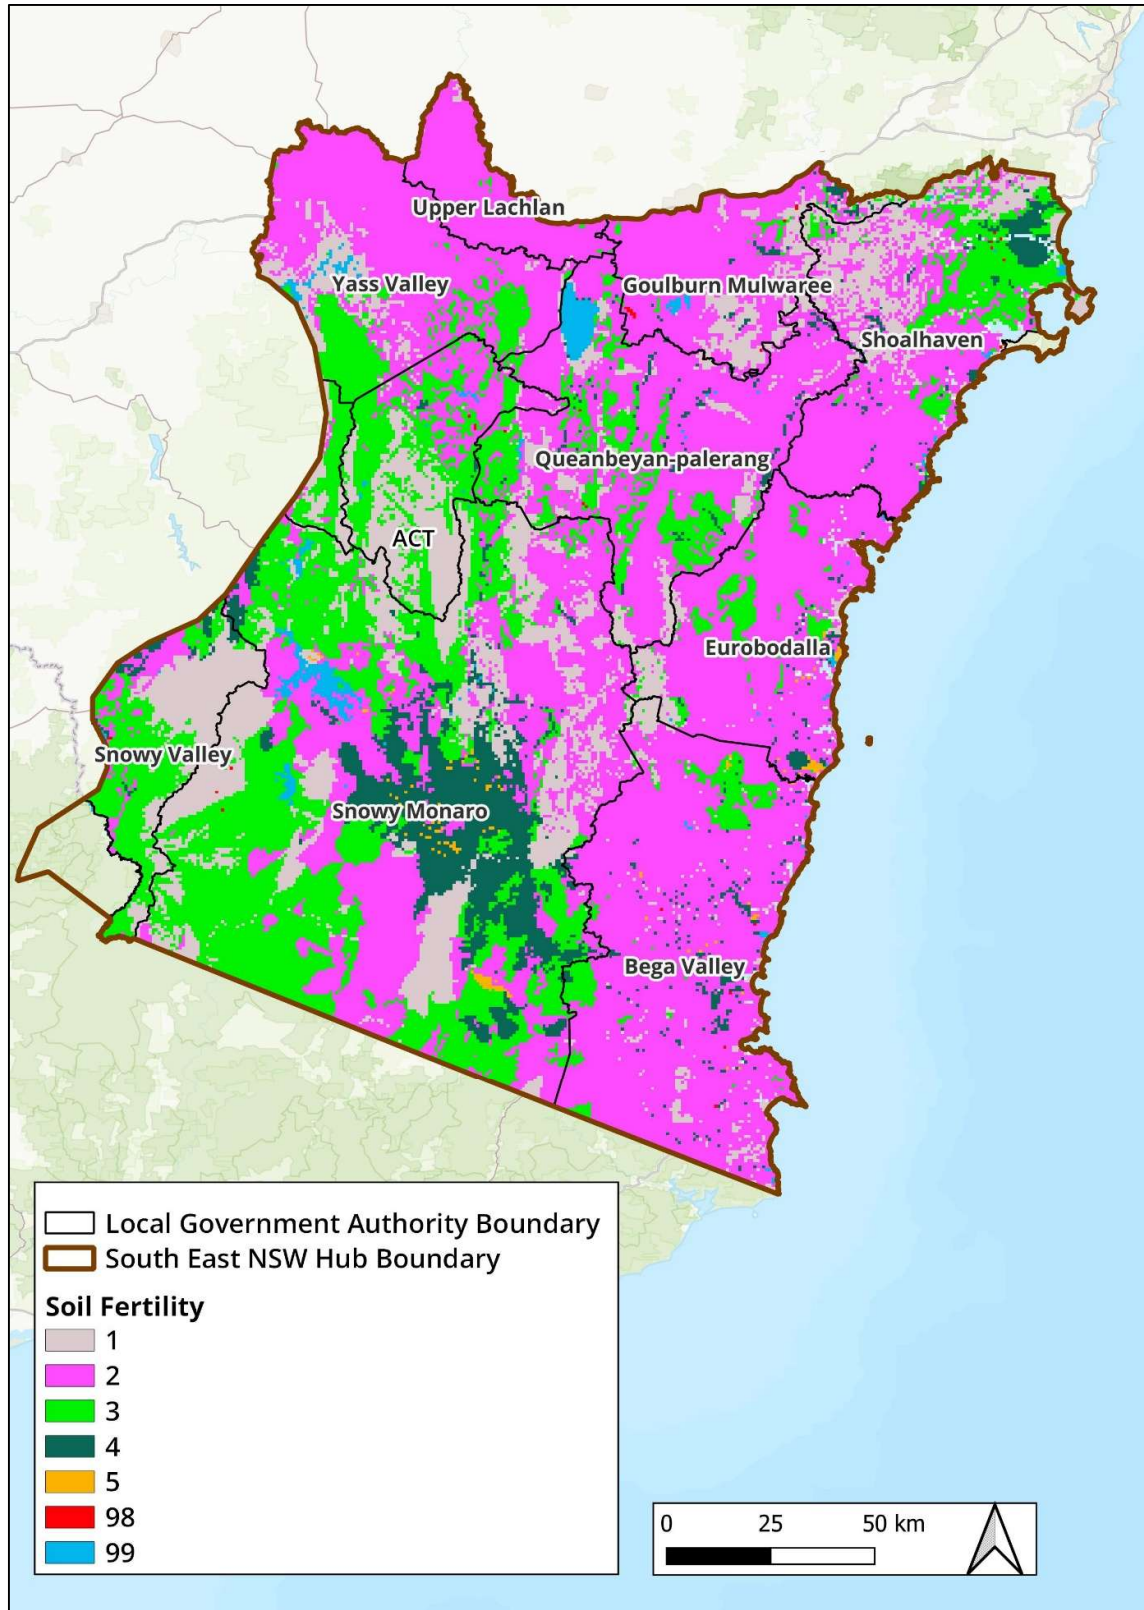 Upper Lachlan
Yass Valley
Goulburn Mulwaree
Shoalhaven
Queanbeyan-palerang
ACT
Eurobodalla
Snowy Valley
Snowy Monaro
Bega Valley
Local Government Authority Boundary
South East NSW Hub Boundary
Soil Fertility
1
2
3
4
5
98
99
0 25 50 km